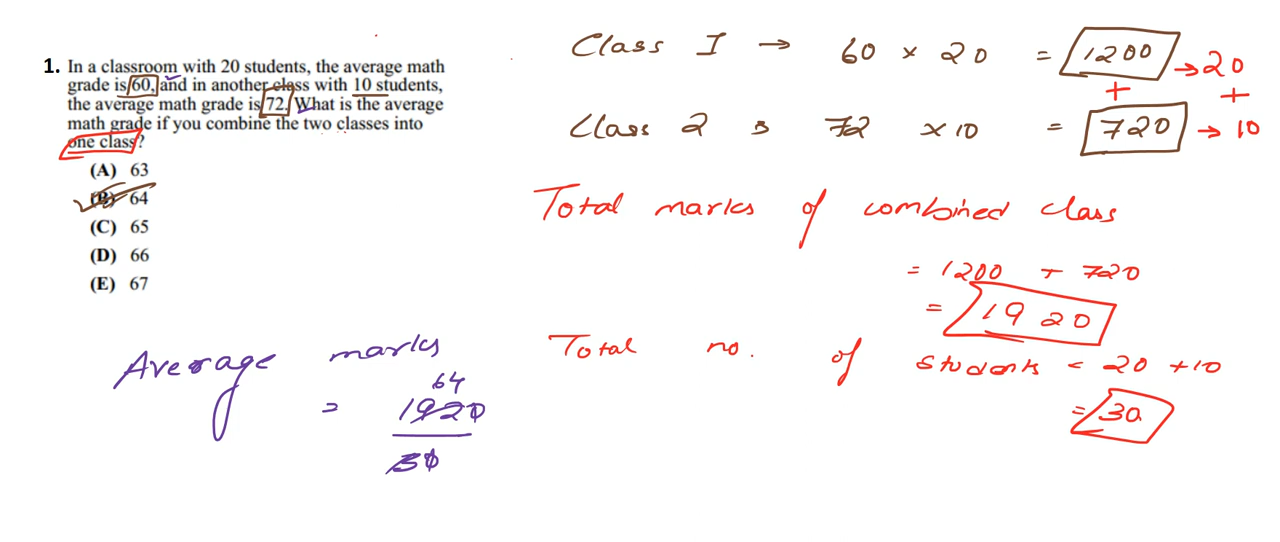 1. In a classroom with 20 students, the average math
grade is 60, and in another class with 10 students,
the average math grade is 72. What is the average
math grade if you combine the two classes into
one class?
(A) 63
(B) 64
(C) 65
(D) 66
(E) 67
Class I → 60 × 20 = 1200 → 20
+ +
Class 2 → 72 × 10 = 720 → 10
Total marks of combined class
= 1200 + 720
= 1920
Total no. of students = 20 + 10
= 30
Average marks
64
= 1920
30